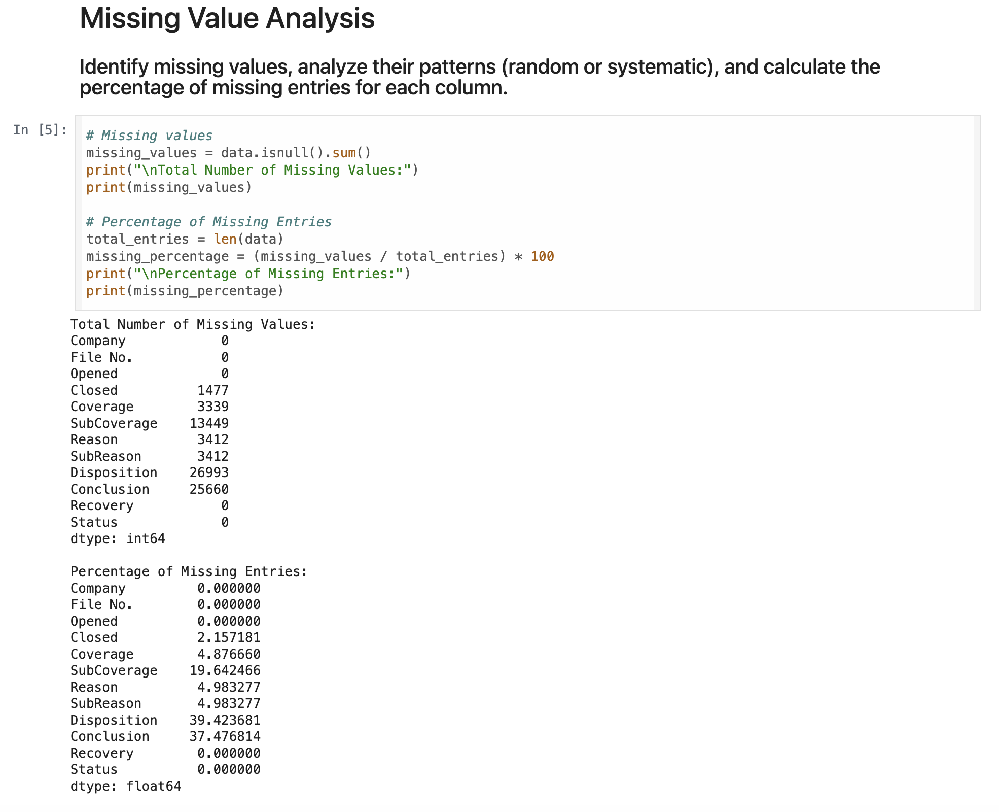 Missing Value Analysis
Identify missing values, analyze their patterns (random or systematic), and calculate the
percentage of missing entries for each column.
In [5]:
# Missing values
missing_values = data.isnull().sum()
print("\nTotal Number of Missing Values:")
print(missing_values)
# Percentage of Missing Entries
total_entries = len(data)
missing_percentage = (missing_values / total_entries) * 100
print("\nPercentage of Missing Entries:")
print(missing_percentage)
Total Number of Missing Values:
Company            0
File No.           0
Opened             0
Closed          1477
Coverage        3339
SubCoverage    13449
Reason          3412
SubReason       3412
Disposition    26993
Conclusion     25660
Recovery           0
Status             0
dtype: int64
Percentage of Missing Entries:
Company         0.000000
File No.        0.000000
Opened          0.000000
Closed          2.157181
Coverage        4.876660
SubCoverage    19.642466
Reason          4.983277
SubReason       4.983277
Disposition    39.423681
Conclusion     37.476814
Recovery        0.000000
Status          0.000000
dtype: float64